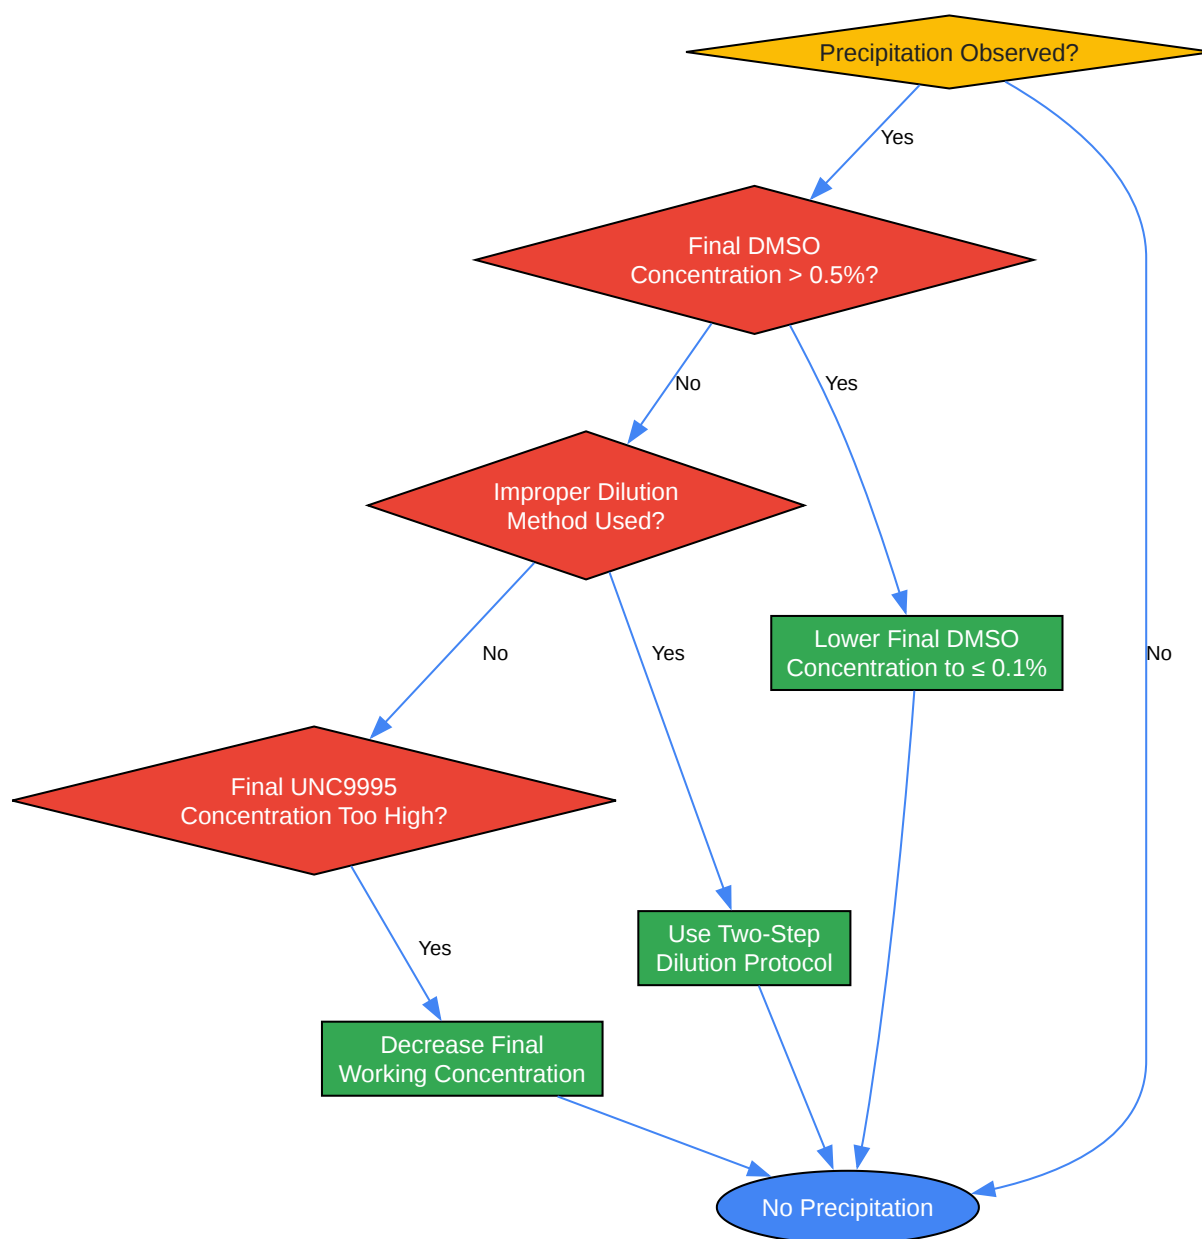 Precipitation Observed?
Yes
Final DMSO
Concentration > 0.5%?
No
Yes
Improper Dilution
Method Used?
Lower Final DMSO
Concentration to ≤ 0.1%
No
Yes
No
Final UNC9995
Concentration Too High?
Use Two-Step
Dilution Protocol
Yes
Decrease Final
Working Concentration
No Precipitation